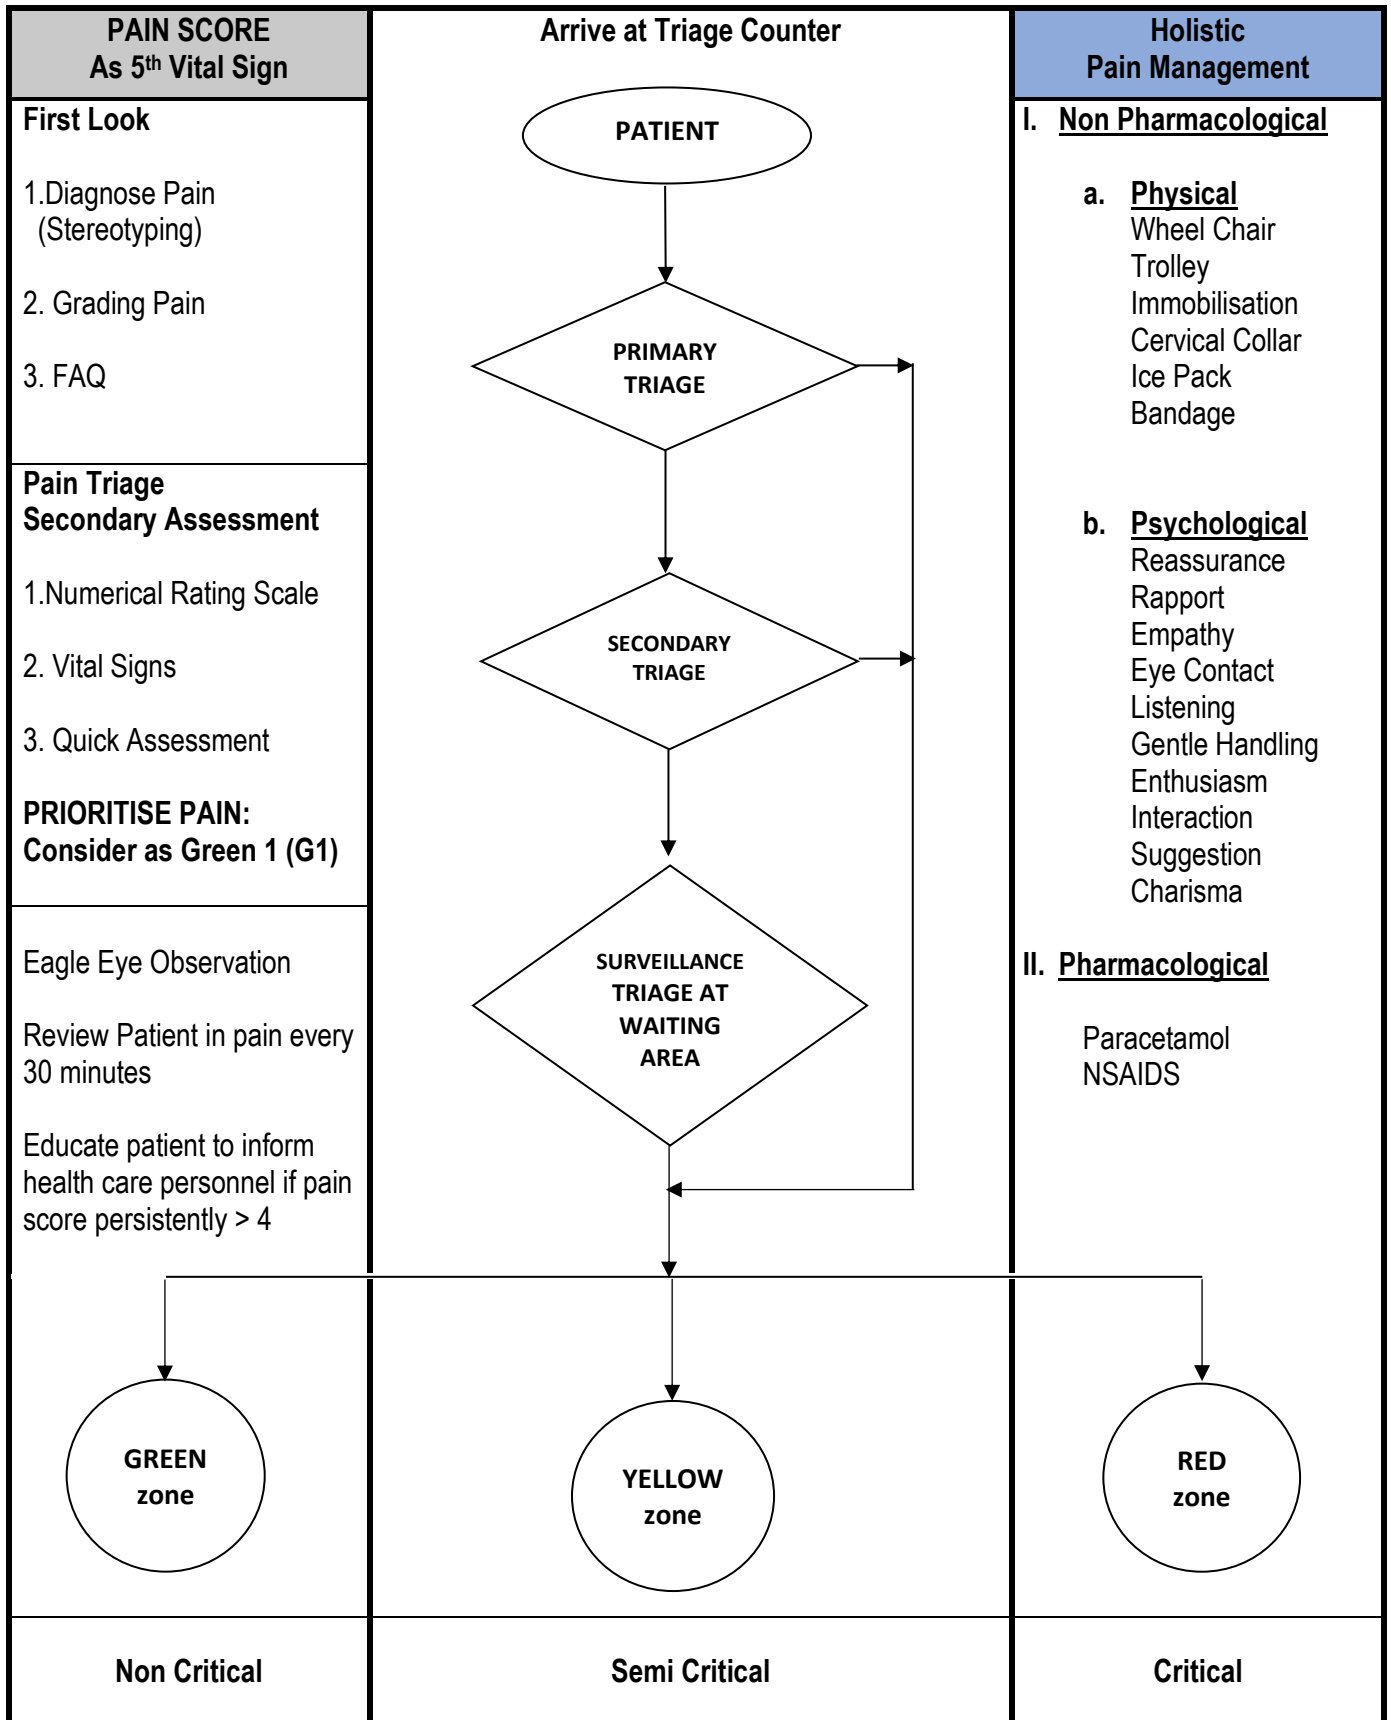 PAIN SCORE
As 5th Vital Sign
Arrive at Triage Counter
Holistic
Pain Management
First Look
1.Diagnose Pain
(Stereotyping)
2. Grading Pain
3. FAQ
Pain Triage
Secondary Assessment
1.Numerical Rating Scale
2. Vital Signs
3. Quick Assessment
PRIORITISE PAIN:
Consider as Green 1 (G1)
Eagle Eye Observation
Review Patient in pain every
30 minutes
Educate patient to inform
health care personnel if pain
score persistently > 4
PATIENT
PRIMARY
TRIAGE
SECONDARY
TRIAGE
SURVEILLANCE
TRIAGE AT
WAITING
AREA
I. Non Pharmacological
a. Physical
Wheel Chair
Trolley
Immobilisation
Cervical Collar
Ice Pack
Bandage
b. Psychological
Reassurance
Rapport
Empathy
Eye Contact
Listening
Gentle Handling
Enthusiasm
Interaction
Suggestion
Charisma
II. Pharmacological
Paracetamol
NSAIDS
GREEN
zone
YELLOW
zone
RED
zone
Non Critical
Semi Critical
Critical